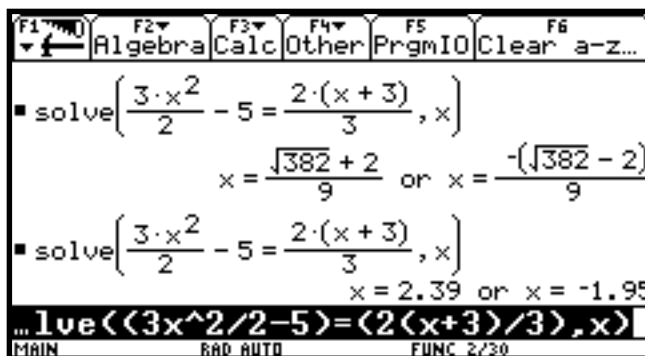 F1 F2 F3 F4 F5 F6
Algebra Calc Other PrgmIO Clear a-z…
▪ solve(3·x²/2 - 5 = 2·(x + 3)/3, x)
x = (√382 + 2)/9 or x = -(√382 - 2)/9
▪ solve(3·x²/2 - 5 = 2·(x + 3)/3, x)
x = 2.39 or x = -1.95
…lve((3x^2/2-5)=(2(x+3)/3),x)
MAIN RAD AUTO FUNC 2/30